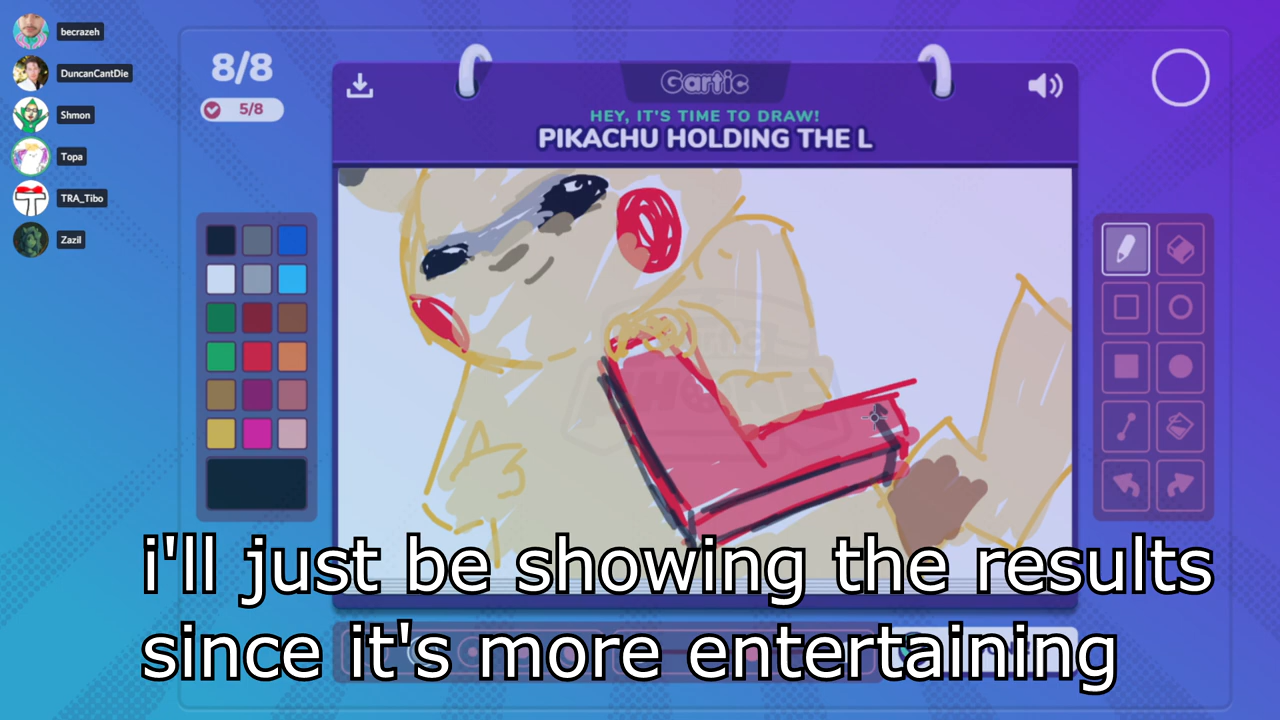 becrazeh
DuncanCantDie
Shmon
Topa
TRA_Tibo
Zazil
8/8
5/8
Gartic
HEY, IT'S TIME TO DRAW!
PIKACHU HOLDING THE L
i'll just be showing the results
since it's more entertaining